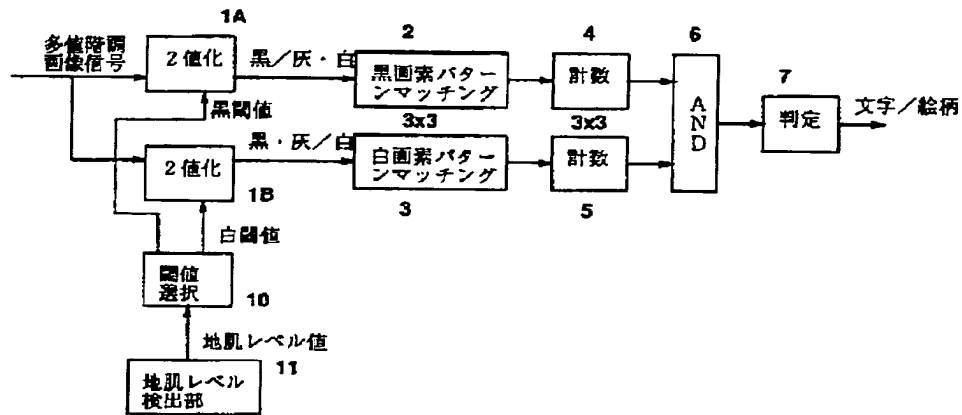 1A
多値階調
画像信号
2値化
黒/灰・白
2
黒画素パター
ンマッチング
3x3
4
計数
3x3
6
AND
7
判定
文字/絵柄
黒閾値
黒・灰/白
2値化
1B
白画素パター
ンマッチング
3
計数
5
白閾値
閾値
選択
10
地肌レベル値
地肌レベル
検出部
11